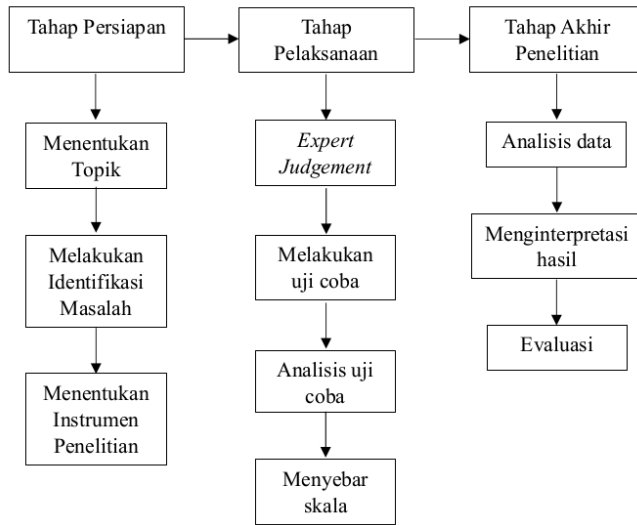 Tahap Persiapan
Menentukan
Topik
Melakukan
Identifikasi
Masalah
Menentukan
Instrumen
Penelitian
Tahap
Pelaksanaan
Expert
Judgement
Melakukan
uji coba
Analisis uji
coba
Menyebar
skala
Tahap Akhir
Penelitian
Analisis data
Menginterpretasi
hasil
Evaluasi